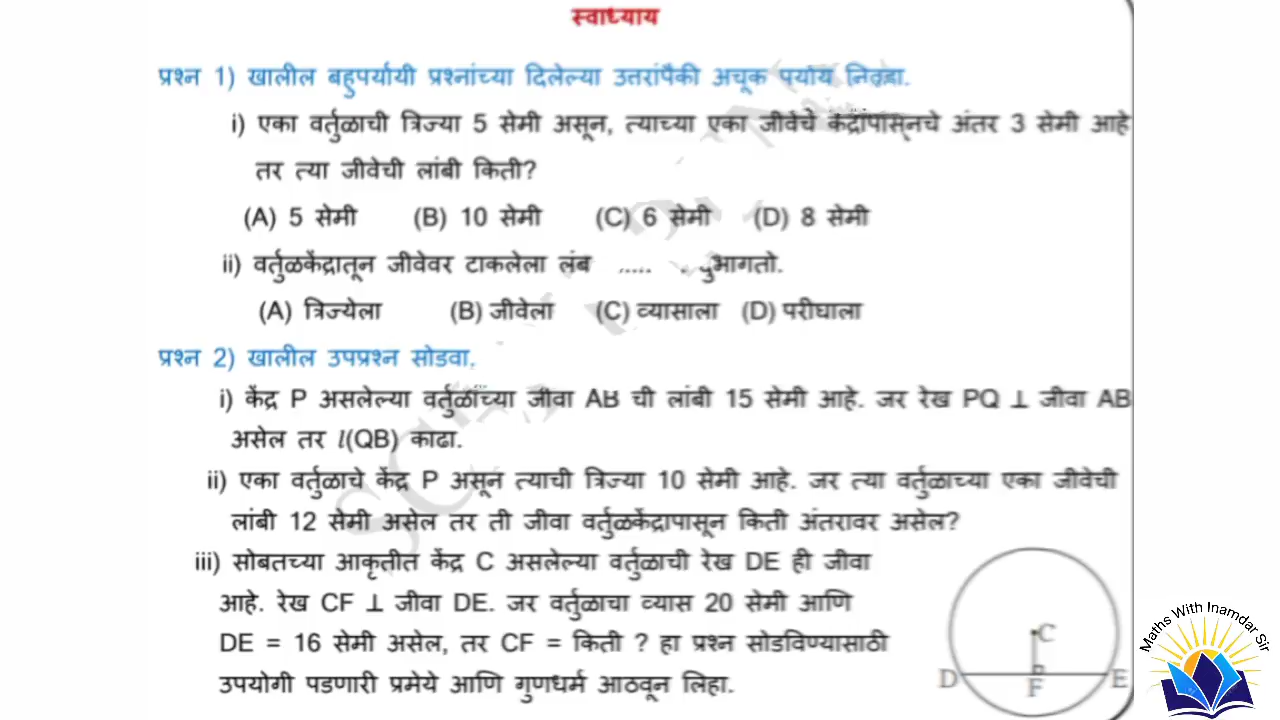 स्वाध्याय
प्रश्न 1) खालील बहुपर्यायी प्रश्नांच्या दिलेल्या उतरांपैकी अचूक पर्याय निवडा.
i) एका वर्तुळाची त्रिज्या 5 सेमी असून, त्याच्या एका जीवेचे केंद्रापासूनचे अंतर 3 सेमी आहे
तर त्या जीवेची लांबी किती?
(A) 5 सेमी (B) 10 सेमी (C) 6 सेमी (D) 8 सेमी
ii) वर्तुळकेंद्रातून जीवेवर टाकलेला लंब ..... दुभागतो.
(A) त्रिज्येला (B) जीवेला (C) व्यासाला (D) परीघाला
प्रश्न 2) खालील उपप्रश्न सोडवा.
i) केंद्र P असलेल्या वर्तुळाच्या जीवा AB ची लांबी 15 सेमी आहे. जर रेख PQ ⊥ जीवा AB
असेल तर l(QB) काढा.
ii) एका वर्तुळाचे केंद्र P असून त्याची त्रिज्या 10 सेमी आहे. जर त्या वर्तुळाच्या एका जीवेची
लांबी 12 सेमी असेल तर ती जीवा वर्तुळकेंद्रापासून किती अंतरावर असेल?
iii) सोबतच्या आकृतीत केंद्र C असलेल्या वर्तुळाची रेख DE ही जीवा
आहे. रेख CF ⊥ जीवा DE. जर वर्तुळाचा व्यास 20 सेमी आणि
DE = 16 सेमी असेल, तर CF = किती ? हा प्रश्न सोडविण्यासाठी
उपयोगी पडणारी प्रमेये आणि गुणधर्म आठवून लिहा.
C
D F E
Maths With Inamdar Sir